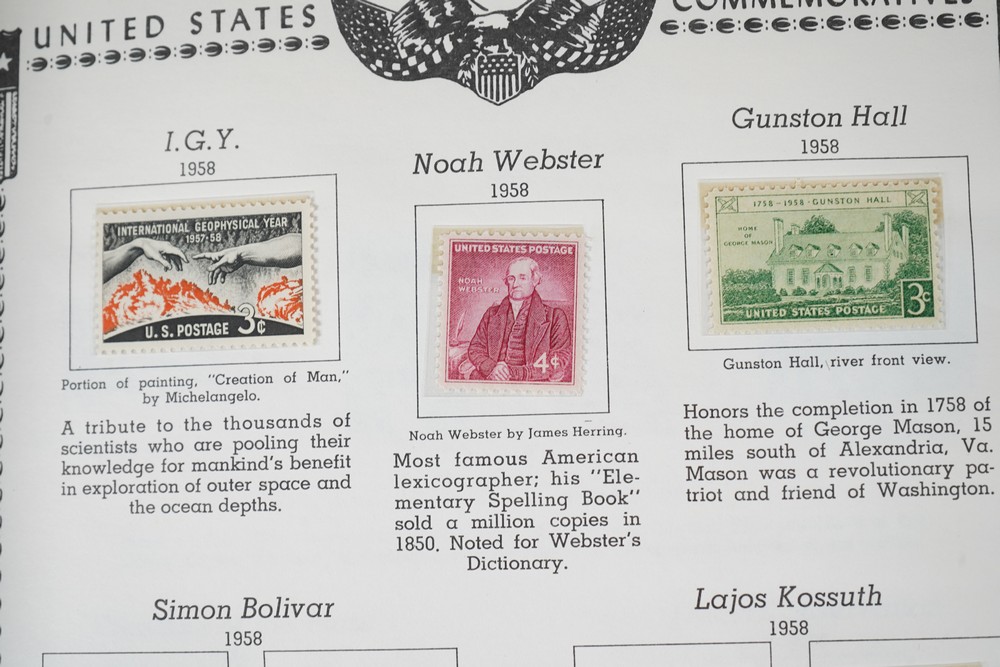 UNITED STATES
COMMEMORATIVES
I.G.Y.
1958
INTERNATIONAL GEOPHYSICAL YEAR
1957-58
U.S. POSTAGE 3¢
Portion of painting, "Creation of Man,"
by Michelangelo.
A tribute to the thousands of
scientists who are pooling their
knowledge for mankind's benefit
in exploration of outer space and
the ocean depths.
Noah Webster
1958
UNITED STATES POSTAGE
NOAH
WEBSTER
4¢
Noah Webster by James Herring.
Most famous American
lexicographer; his "Ele-
mentary Spelling Book"
sold a million copies in
1850. Noted for Webster's
Dictionary.
Gunston Hall
1958
1758-1958·GUNSTON HALL
HOME
OF
GEORGE MASON
3¢
UNITED STATES POSTAGE
Gunston Hall, river front view.
Honors the completion in 1758 of
the home of George Mason, 15
miles south of Alexandria, Va.
Mason was a revolutionary pa-
triot and friend of Washington.
Simon Bolivar
1958
Lajos Kossuth
1958